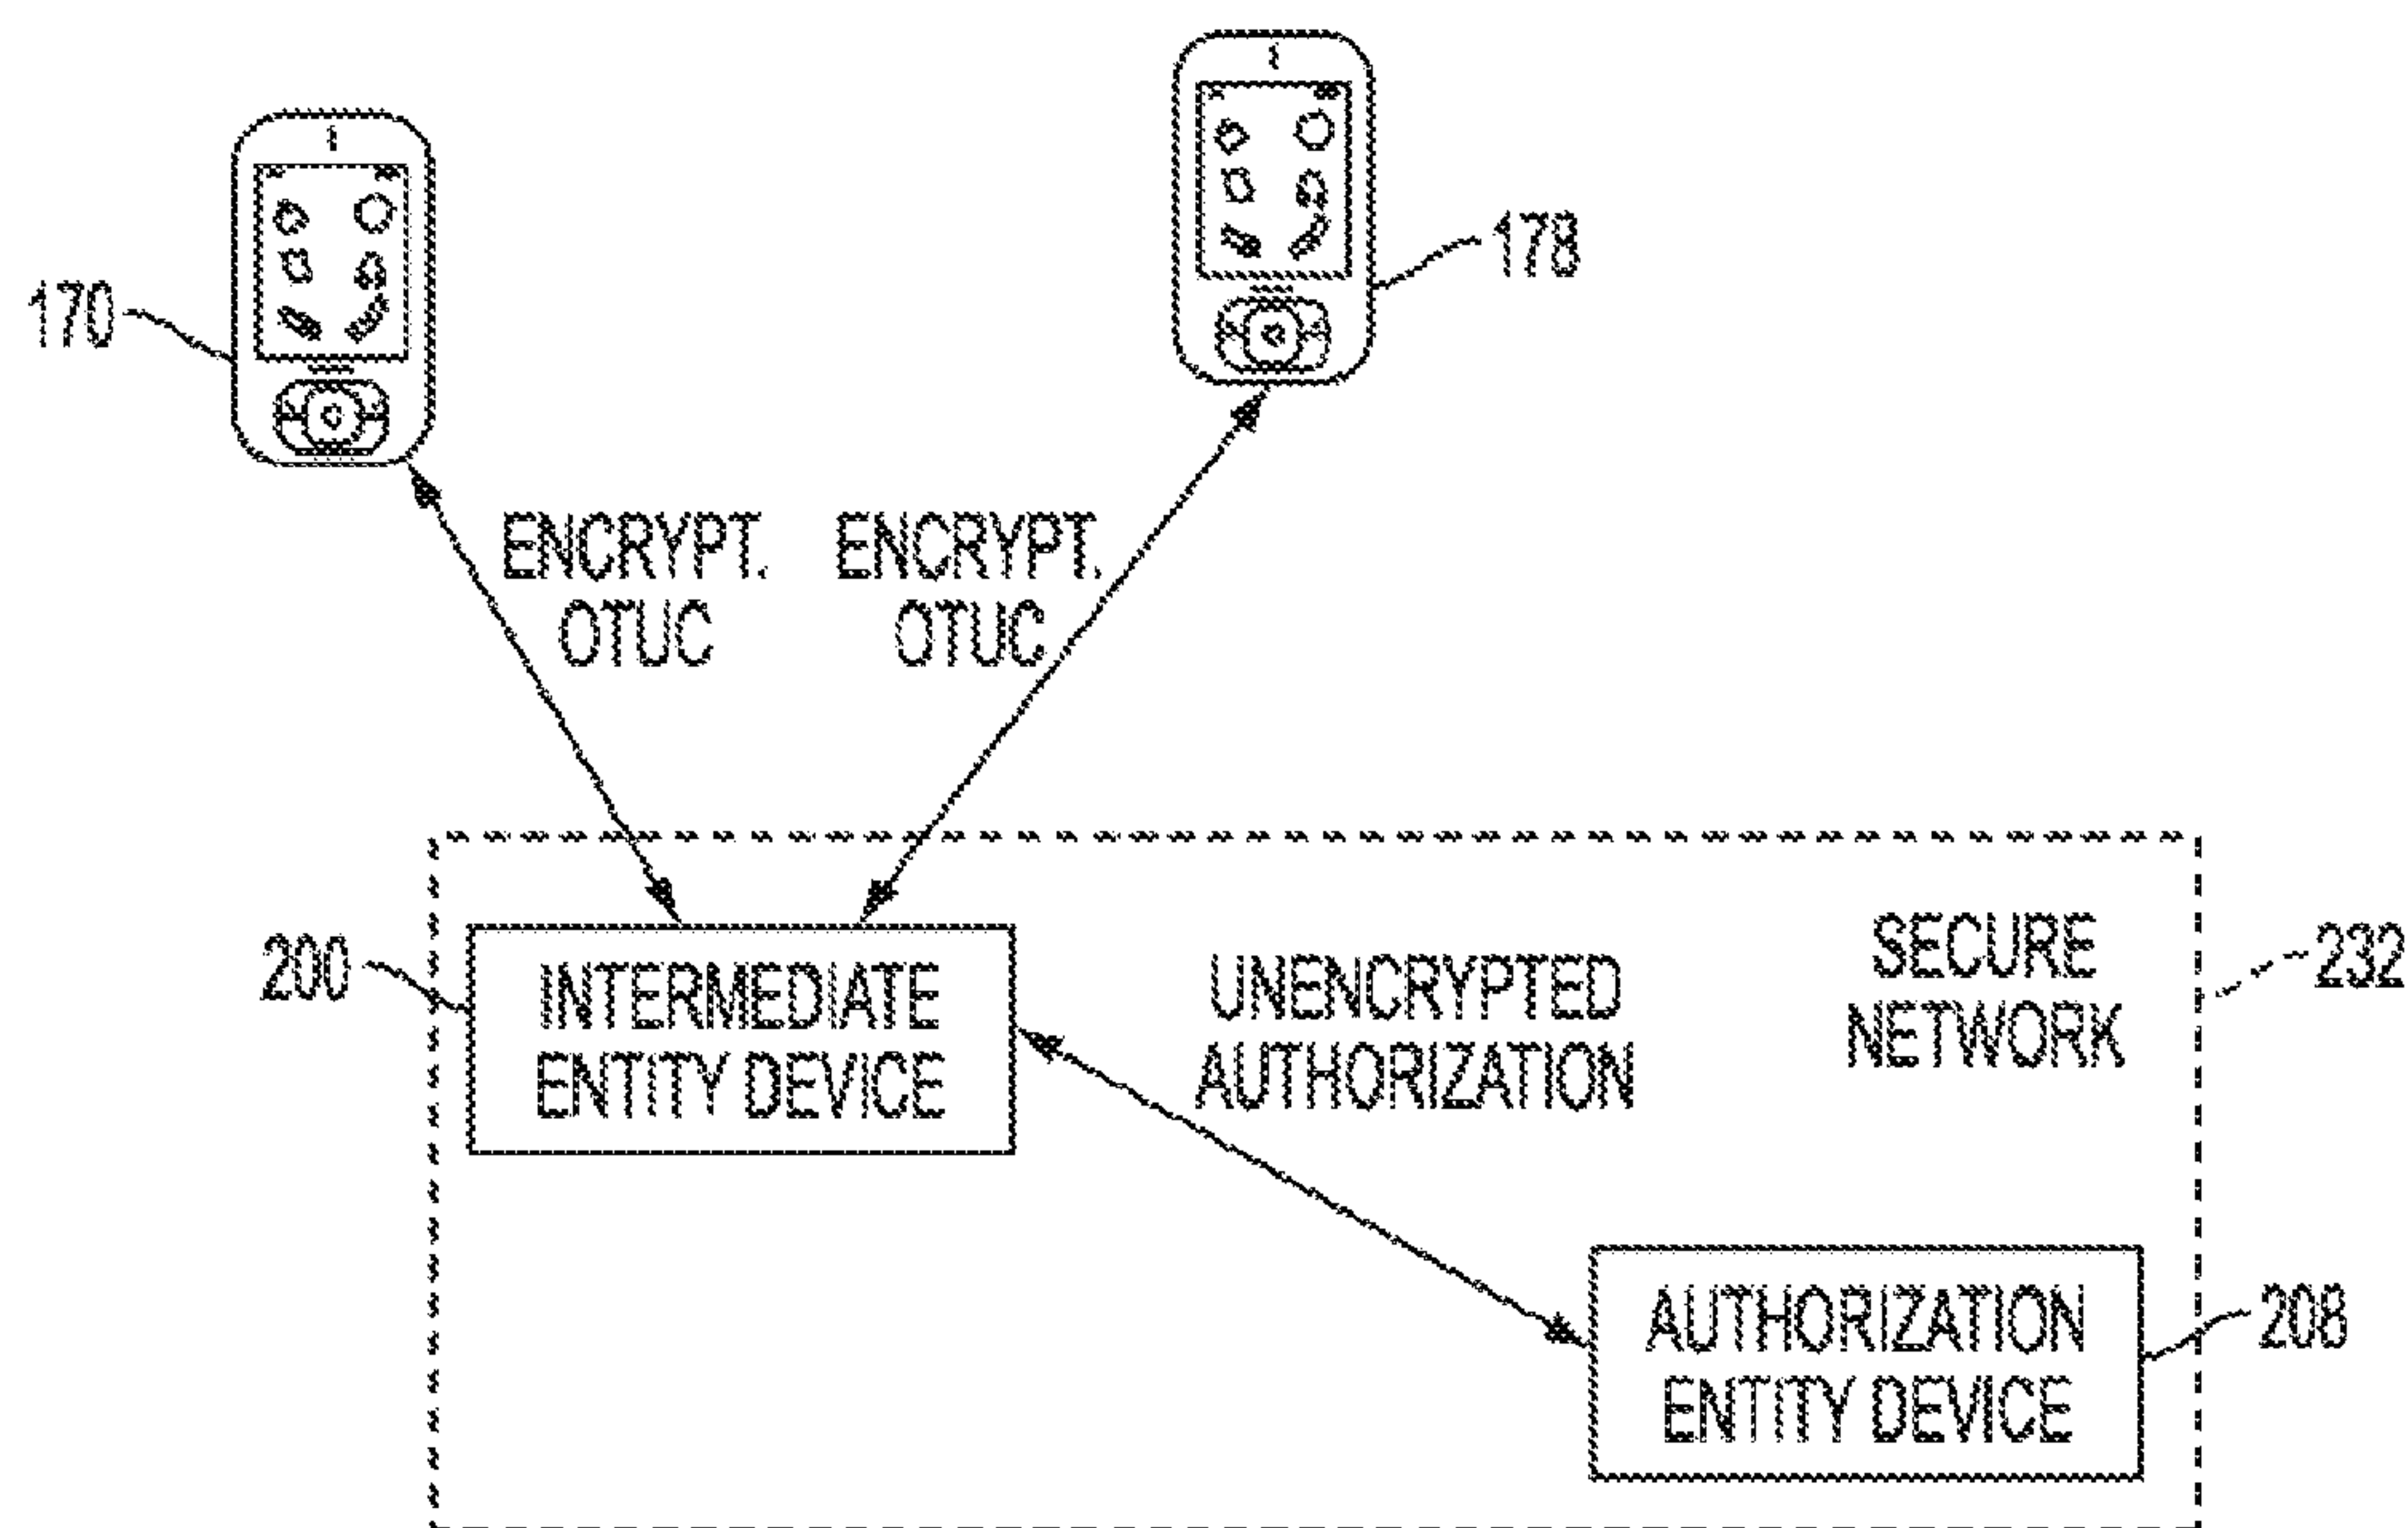 178
170
ENCRYPT. ENCRYPT.
OTUC OTUC
SECURE
NETWORK
232
200
INTERMEDIATE
ENTITY DEVICE
UNENCRYPTED
AUTHORIZATION
AUTHORIZATION
ENTITY DEVICE
208